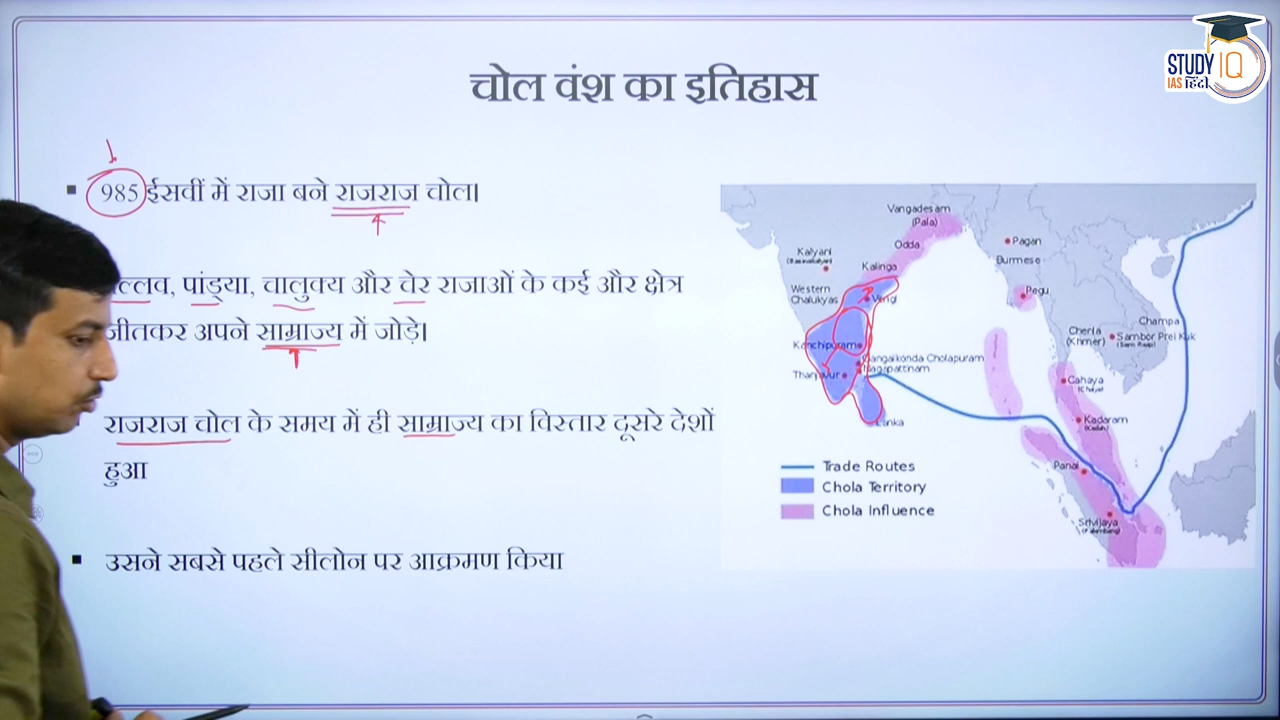 STUDY IQ
IAS हिंदी
चोल वंश का इतिहास
985 ईसवीं में राजा बने राजराज चोल।
ल्लव, पांड्या, चालुक्य और चेर राजाओं के कई और क्षेत्र
जीतकर अपने साम्राज्य में जोड़े।
राजराज चोल के समय में ही साम्राज्य का विस्तार दूसरे देशों
हुआ
उसने सबसे पहले सीलोन पर आक्रमण किया
Vangadesam
(Pala)
Odda
Kalyani
Kalinga
Western
Chalukyas
Vengi
Kanchipuram
Gangaikonda Cholapuram
Thanjavur
Nagapattinam
Lanka
Pagan
Burmese
Pegu
Champa
Cherla
(Khmer)
Sambor Prei Kuk
Cahaya
Kadaram
Panai
Srivijaya
Trade Routes
Chola Territory
Chola Influence